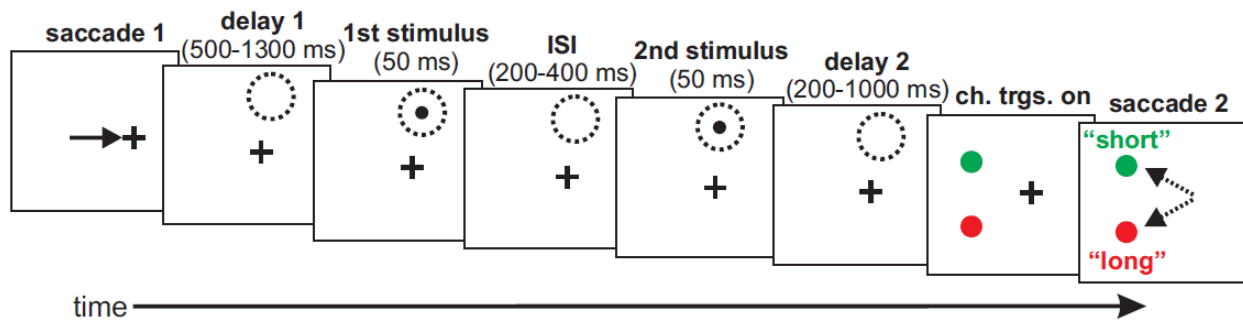 saccade 1
delay 1
(500-1300 ms)
1st stimulus
(50 ms)
ISI
(200-400 ms)
2nd stimulus
(50 ms)
delay 2
(200-1000 ms)
ch. trgs. on
saccade 2
“short”
“long”
time